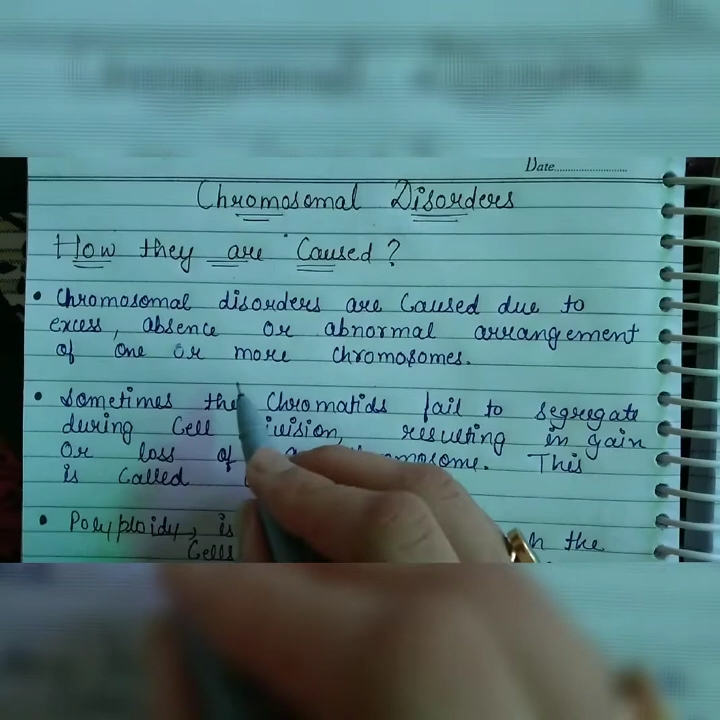 Date
Chromosomal Disorders
How they are Caused?
• Chromosomal disorders are Caused due to
excess, absence or abnormal arrangement
of one or more chromosomes.
• Sometimes the Chromatids fail to segregate
during Cell ivision, resulting in gain
or loss of a mosome. This
is Called
• Polyploidy, is the
Cells